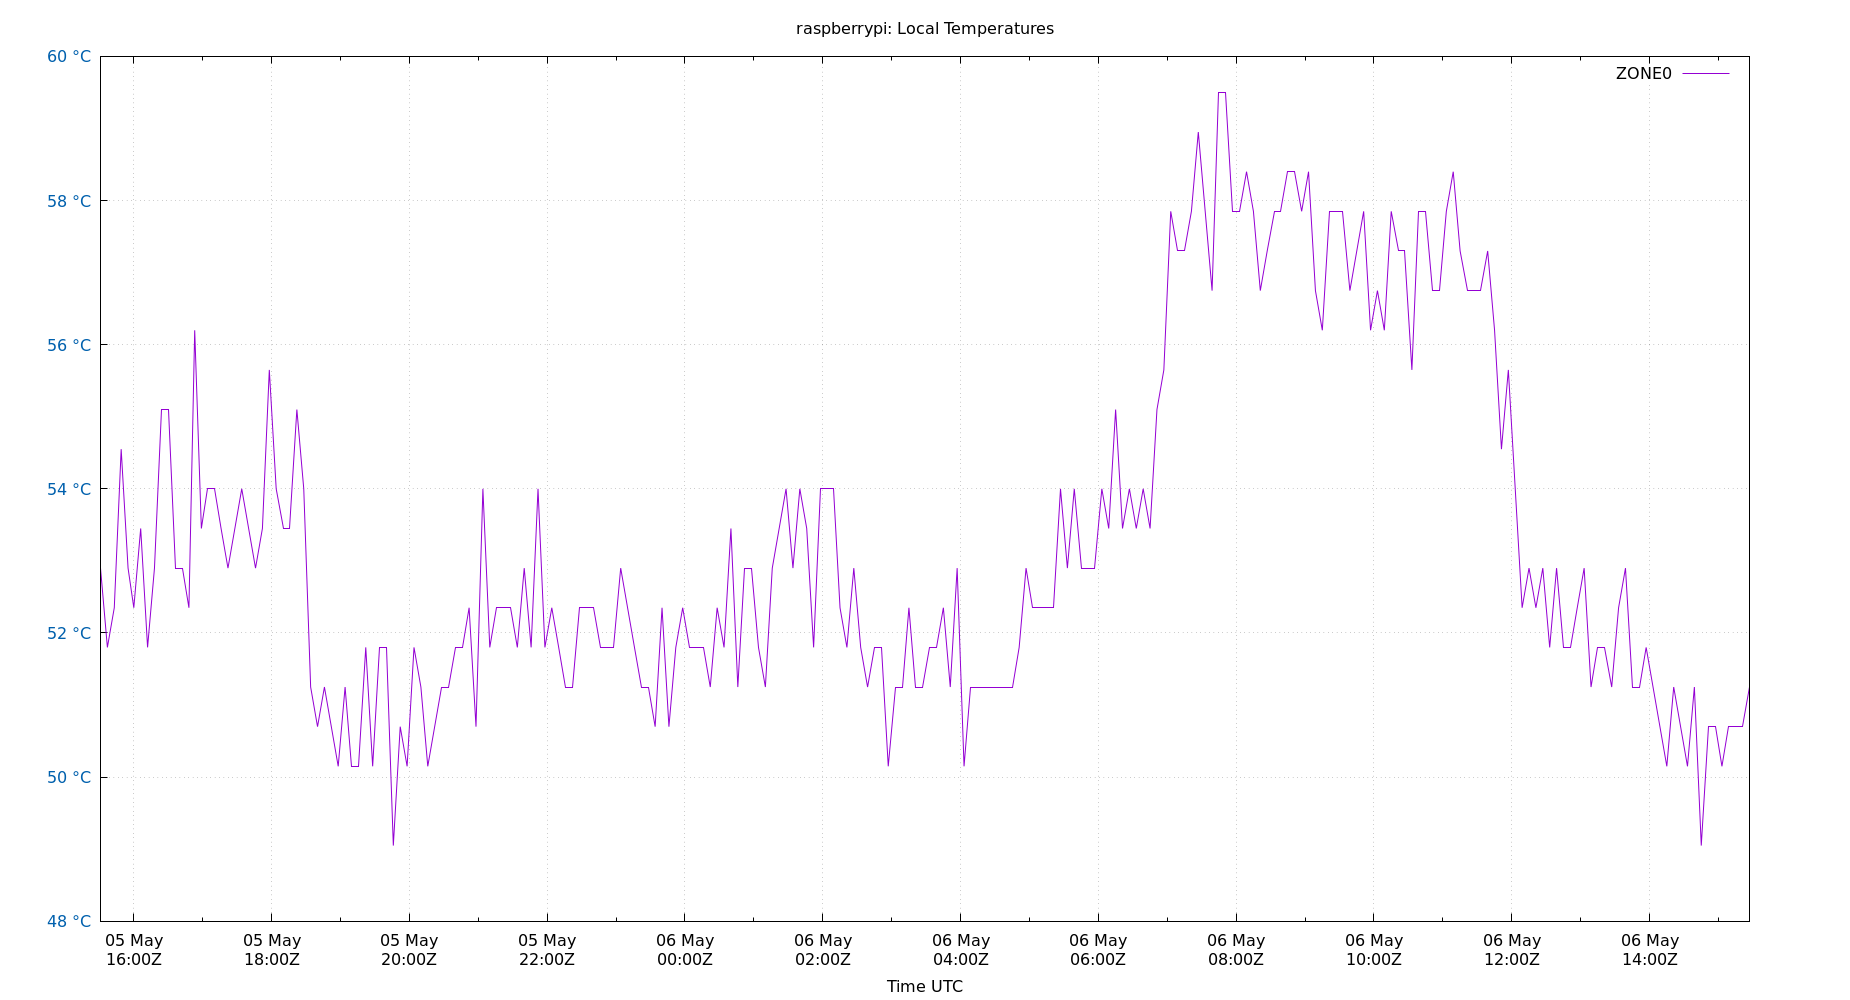 raspberrypi: Local Temperatures
60 °C
ZONE0
58 °C
56 °C
54 °C
52 °C
50 °C
48 °C
05 May 05 May 05 May 05 May 06 May 06 May 06 May 06 May 06 May 06 May 06 May 06 May
16:00Z 18:00Z 20:00Z 22:00Z 00:00Z 02:00Z 04:00Z 06:00Z 08:00Z 10:00Z 12:00Z 14:00Z
Time UTC